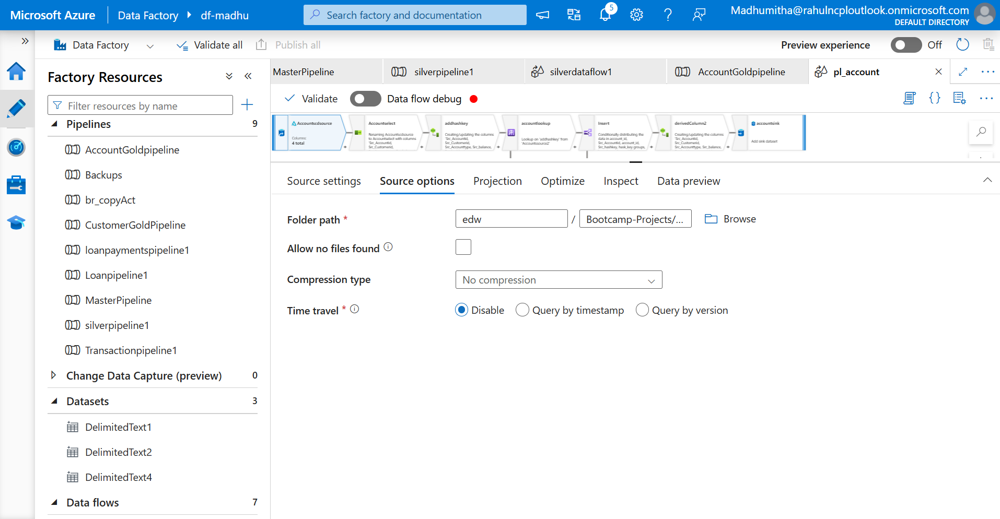 Microsoft Azure
Data Factory
df-madhu
Search factory and documentation
5
Madhumitha@rahulncploutlook.onmicrosoft.com
DEFAULT DIRECTORY
Data Factory
Validate all
Publish all
Preview experience
Off
Factory Resources
Filter resources by name
Pipelines 9
AccountGoldpipeline
Backups
br_copyAct
CustomerGoldPipeline
loanpaymentspipeline1
Loanpipeline1
MasterPipeline
silverpipeline1
Transactionpipeline1
Change Data Capture (preview) 0
Datasets 3
DelimitedText1
DelimitedText2
DelimitedText4
Data flows 7
MasterPipeline
silverpipeline1
silverdataflow1
AccountGoldpipeline
pl_account
Validate
Data flow debug
Accountscdsource
Columns:
4 total
Accountselect
Renaming Accountscdsource
to Accountselect with columns
'Src_AccountId,
Src_CustomerId,
addhashkey
Creating/updating the columns
'Src_AccountId,
Src_CustomerId,
Src_Accounttype, Src_balance,
accountlookup
Lookup on 'addhashkey' from
'Accountssource2'
Insert
Conditionally distributing the
data in account_id,
Src_AccountId, account_id,
Src_hashkey, hask_key groups,
derivedColumn2
Creating/updating the columns
'Src_AccountId,
Src_CustomerId,
Src_Accounttype, Src_balance,
accountsink
Add sink dataset
Source settings
Source options
Projection
Optimize
Inspect
Data preview
Folder path *
edw
/
Bootcamp-Projects/...
Browse
Allow no files found
Compression type
No compression
Time travel *
Disable
Query by timestamp
Query by version